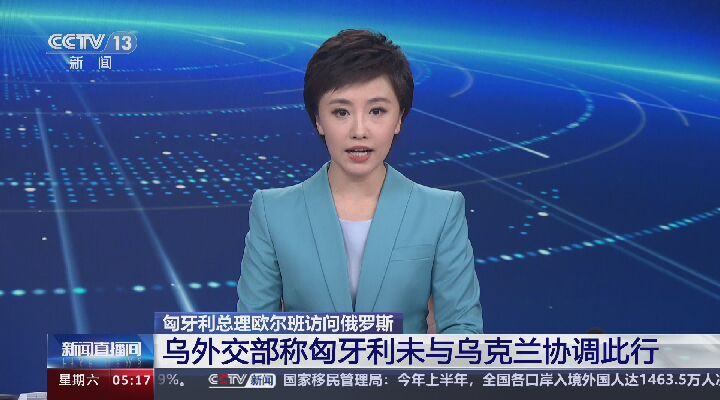 CCTV 13
新闻
匈牙利总理欧尔班访问俄罗斯
新闻直播间
乌外交部称匈牙利未与乌克兰协调此行
星期六 05:17 9%。 CCTV 新闻 国家移民管理局：今年上半年，全国各口岸入境外国人达1463.5万人次